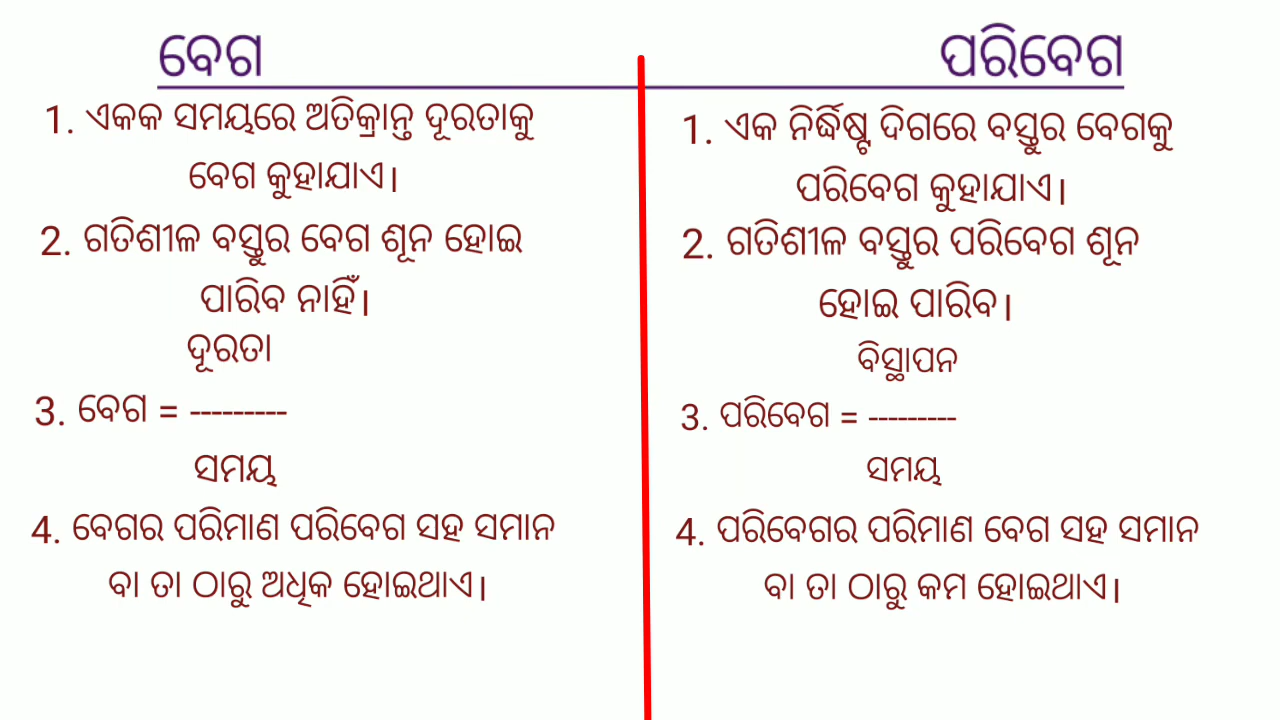 ବେଗ
1. ଏକକ ସମୟରେ ଅତିକ୍ରାନ୍ତ ଦୂରତାକୁ
ବେଗ କୁହାଯାଏ।
2. ଗତିଶୀଳ ବସ୍ତୁର ବେଗ ଶୂନ ହୋଇ
ପାରିବ ନାହିଁ।
ଦୂରତା
3. ବେଗ = ---------
ସମୟ
4. ବେଗର ପରିମାଣ ପରିବେଗ ସହ ସମାନ
ବା ତା ଠାରୁ ଅଧିକ ହୋଇଥାଏ।
ପରିବେଗ
1. ଏକ ନିର୍ଦ୍ଧିଷ୍ଟ ଦିଗରେ ବସ୍ତୁର ବେଗକୁ
ପରିବେଗ କୁହାଯାଏ।
2. ଗତିଶୀଳ ବସ୍ତୁର ପରିବେଗ ଶୂନ
ହୋଇ ପାରିବ।
ବିସ୍ଥାପନ
3. ପରିବେଗ = ---------
ସମୟ
4. ପରିବେଗର ପରିମାଣ ବେଗ ସହ ସମାନ
ବା ତା ଠାରୁ କମ ହୋଇଥାଏ।